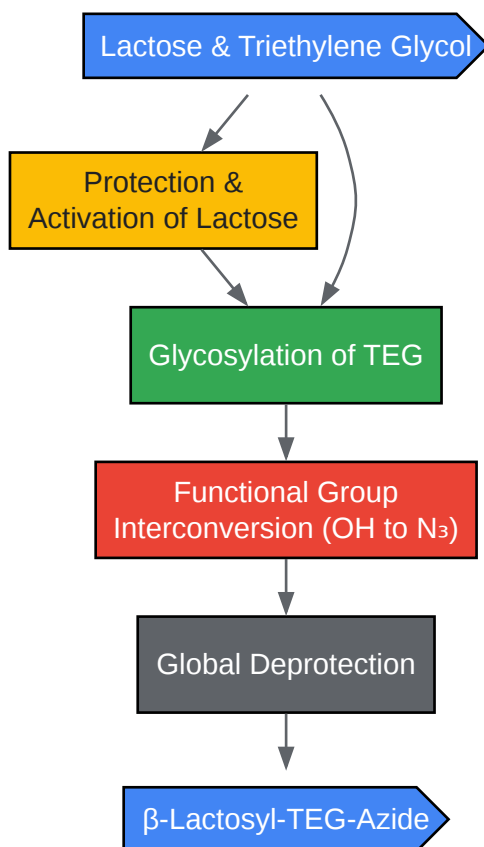 Lactose & Triethylene Glycol
Protection &
Activation of Lactose
Glycosylation of TEG
Functional Group
Interconversion (OH to N₃)
Global Deprotection
β-Lactosyl-TEG-Azide